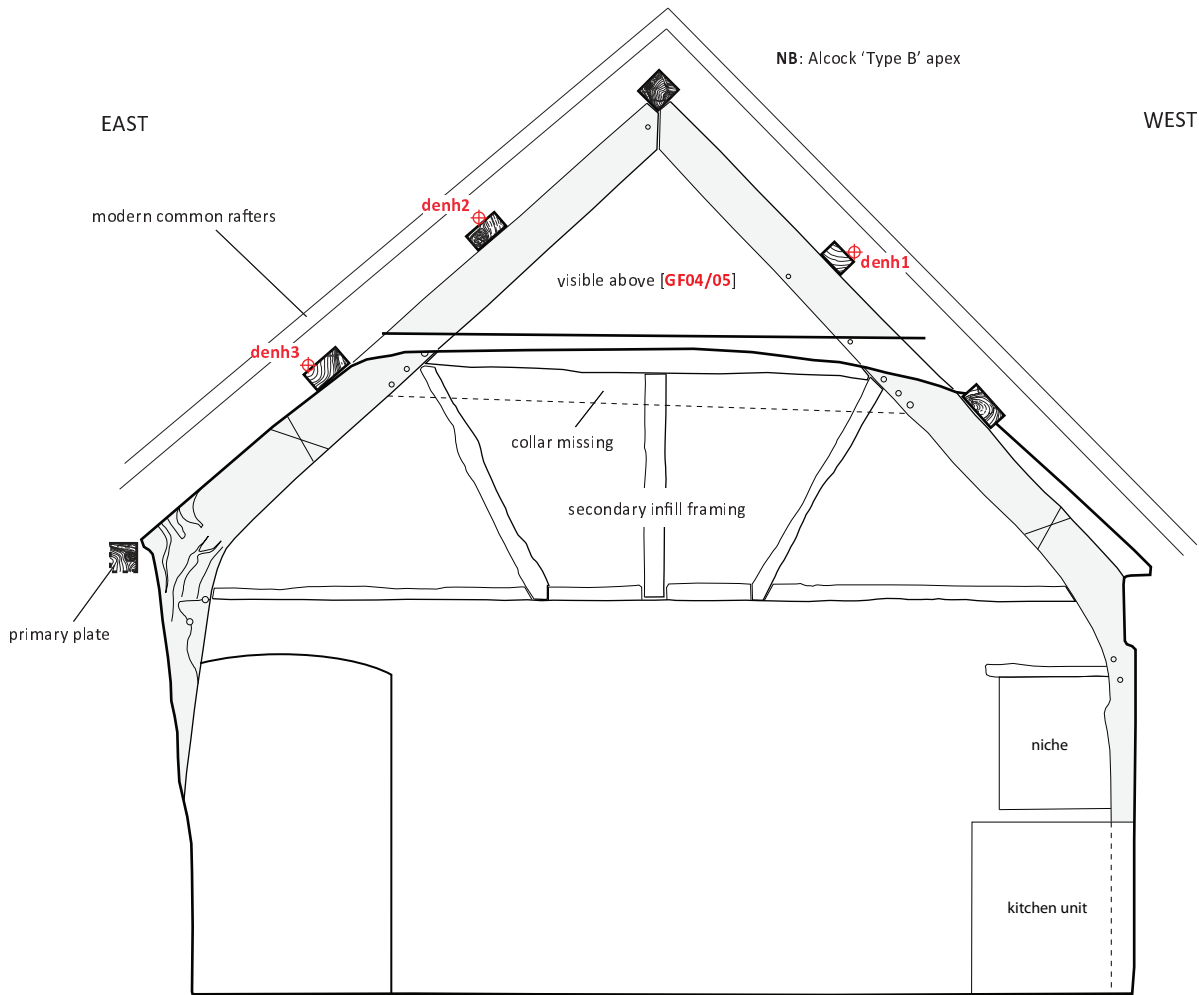 NB: Alcock ‘Type B’ apex
EAST
WEST
modern common rafters
denh2
denh1
visible above [GF04/05]
denh3
collar missing
secondary infill framing
primary plate
niche
kitchen unit